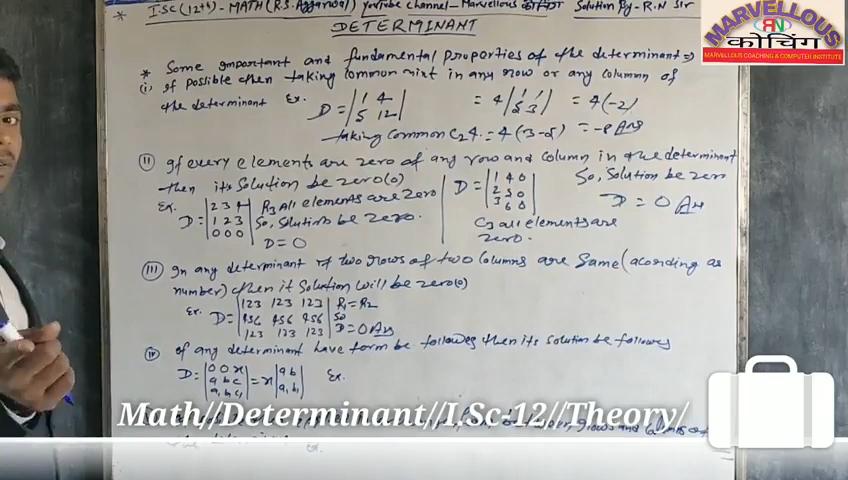 * I.SC(12th)-MATH(R.S.Aggarwal) Youtube Channel-Marvellous कोचिंग Solution By-R.N Sir
MARVELLOUS
RN
कोचिंग
MARVELLOUS COACHING & COMPUTER INSTITUTE
DETERMINANT
* Some important and fundamental properties of the determinant ⇒
(i) if possible then taking common in any row or any column of
the determinant Ex. D = |1 4; 5 12| = 4 |1 1; 5 3| = 4(-2)
taking common C2 4. = 4(3-5) = -8 Ans
(ii) If every elements are zero of any row and column in the determinant
then its solution be zero(0)
Ex. D = |2 3 4; 1 2 3; 0 0 0| R3 All elements are zero
So, Solution be zero.
D = 0
D = |1 4 0; 2 5 0; 3 6 0|
C3 all elements are
zero.
So, Solution be zero
D = 0 Ans
(iii) In any determinant if two rows of two columns are same (acording as
number) then it Solution will be zero(0)
Ex. D = |123 123 123; 456 456 456; 123 123 123| R1 = R2
So
D = 0 Ans
(iv) of any determinant have form be follows then its solution be follows
D = |0 0 x; a b c; a1 b1 c1| = x |a b; a1 b1| Ex.
Math//Determinant//I.Sc-12//Theory/
rows and
Ex.